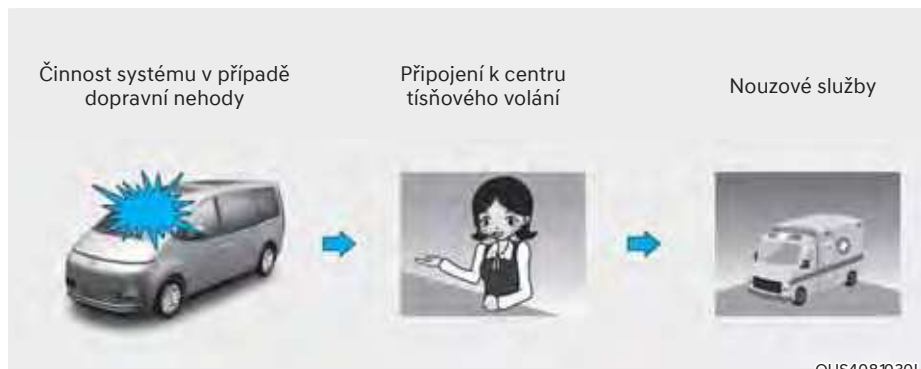 Činnost systému v případě
dopravní nehody
Připojení k centru
tísňového volání
Nouzové služby